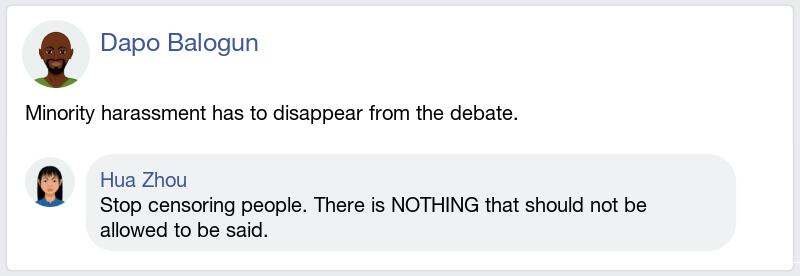 Dapo Balogun
Minority harassment has to disappear from the debate.
Hua Zhou
Stop censoring people. There is NOTHING that should not be
allowed to be said.